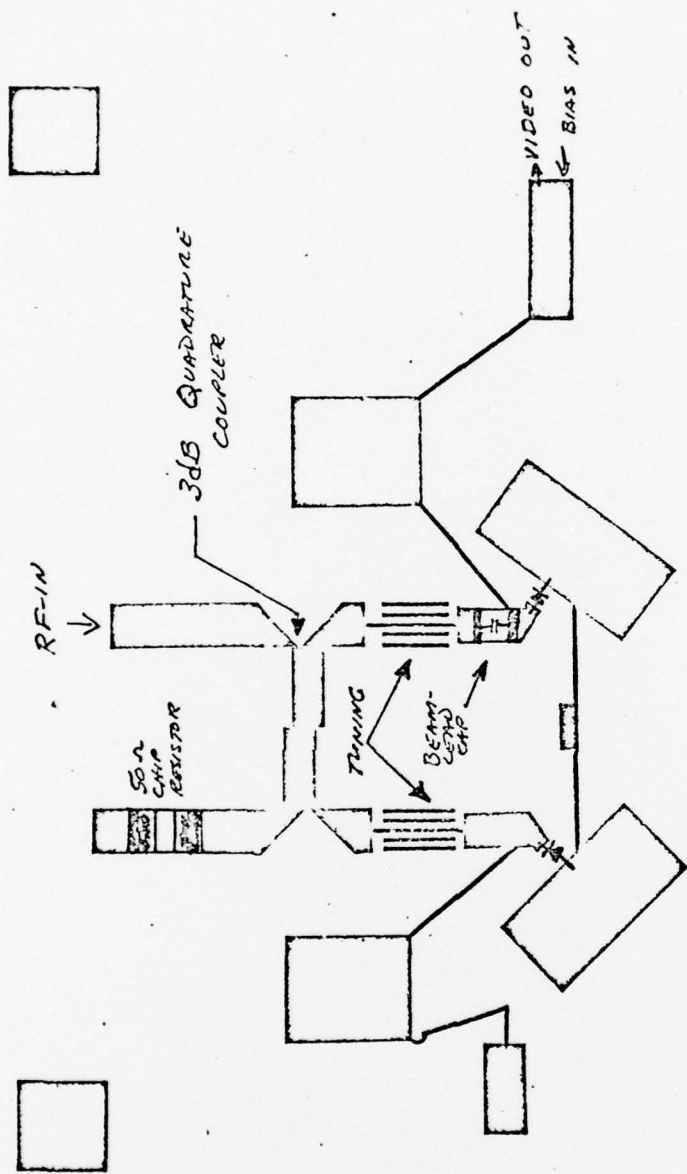 RF-IN
3dB QUADRATURE
COUPLER
50Ω
CHIP
RESISTOR
TUNING
BEAM-
LEAD
CAP
VIDEO OUT
BIAS IN